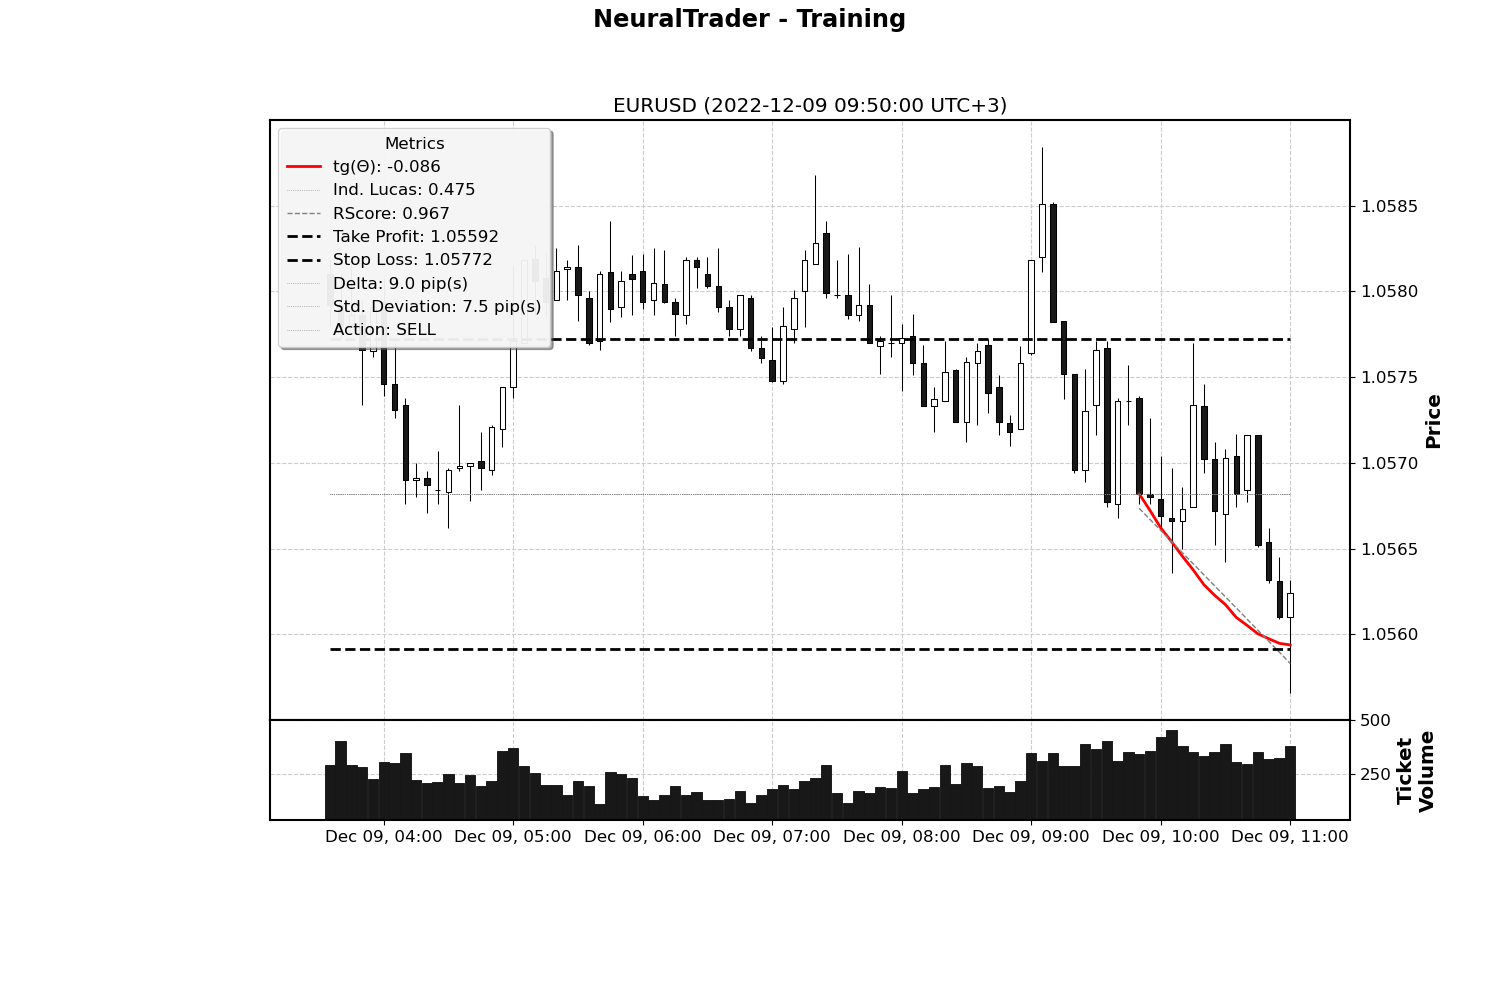 NeuralTrader - Training
EURUSD (2022-12-09 09:50:00 UTC+3)
Metrics
tg(Θ): -0.086
Ind. Lucas: 0.475
RScore: 0.967
Take Profit: 1.05592
Stop Loss: 1.05772
Delta: 9.0 pip(s)
Std. Deviation: 7.5 pip(s)
Action: SELL
1.0585
1.0580
1.0575
1.0570
1.0565
1.0560
Price
500
250
Ticket
Volume
Dec 09, 04:00
Dec 09, 05:00
Dec 09, 06:00
Dec 09, 07:00
Dec 09, 08:00
Dec 09, 09:00
Dec 09, 10:00
Dec 09, 11:00